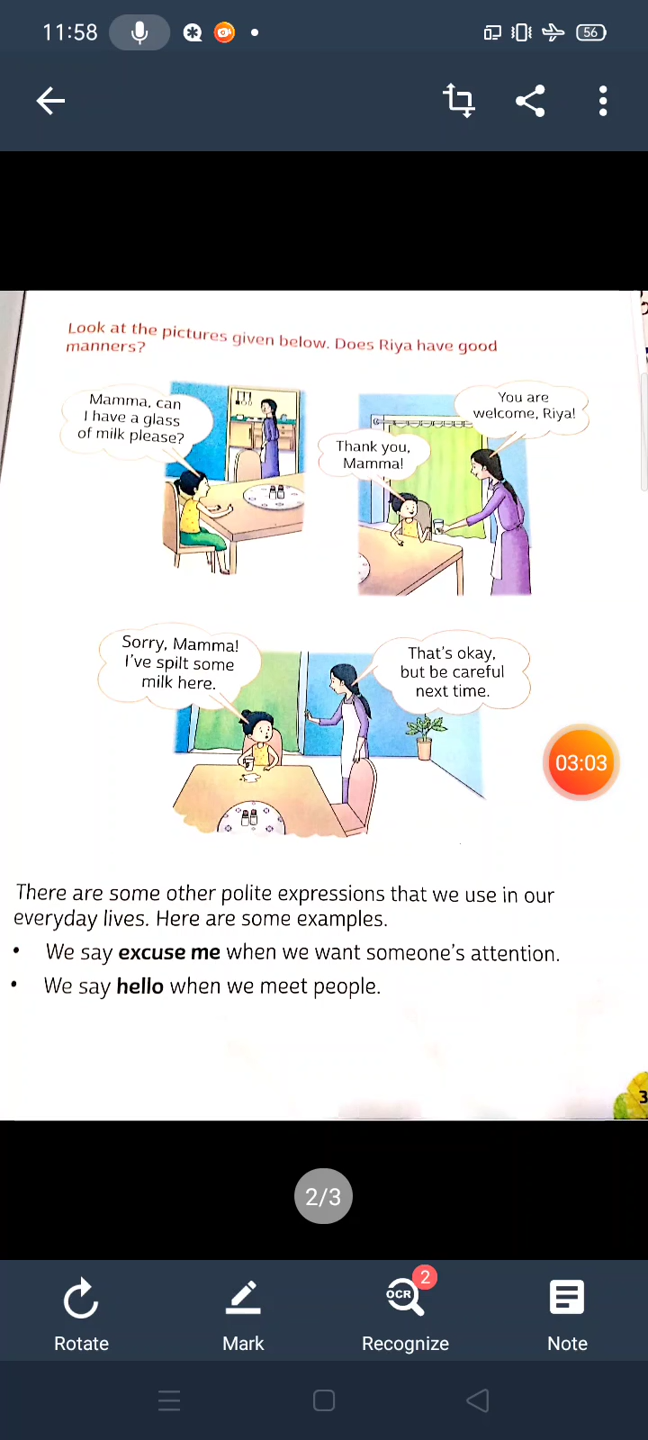 11:58
56
Look at the pictures given below. Does Riya have good
manners?
Mamma, can
I have a glass
of milk please?
Thank you,
Mamma!
You are
welcome, Riya!
Sorry, Mamma!
I've spilt some
milk here.
That's okay,
but be careful
next time.
03:03
There are some other polite expressions that we use in our
everyday lives. Here are some examples.
• We say excuse me when we want someone's attention.
• We say hello when we meet people.
3
2/3
2
OCR
Rotate
Mark
Recognize
Note